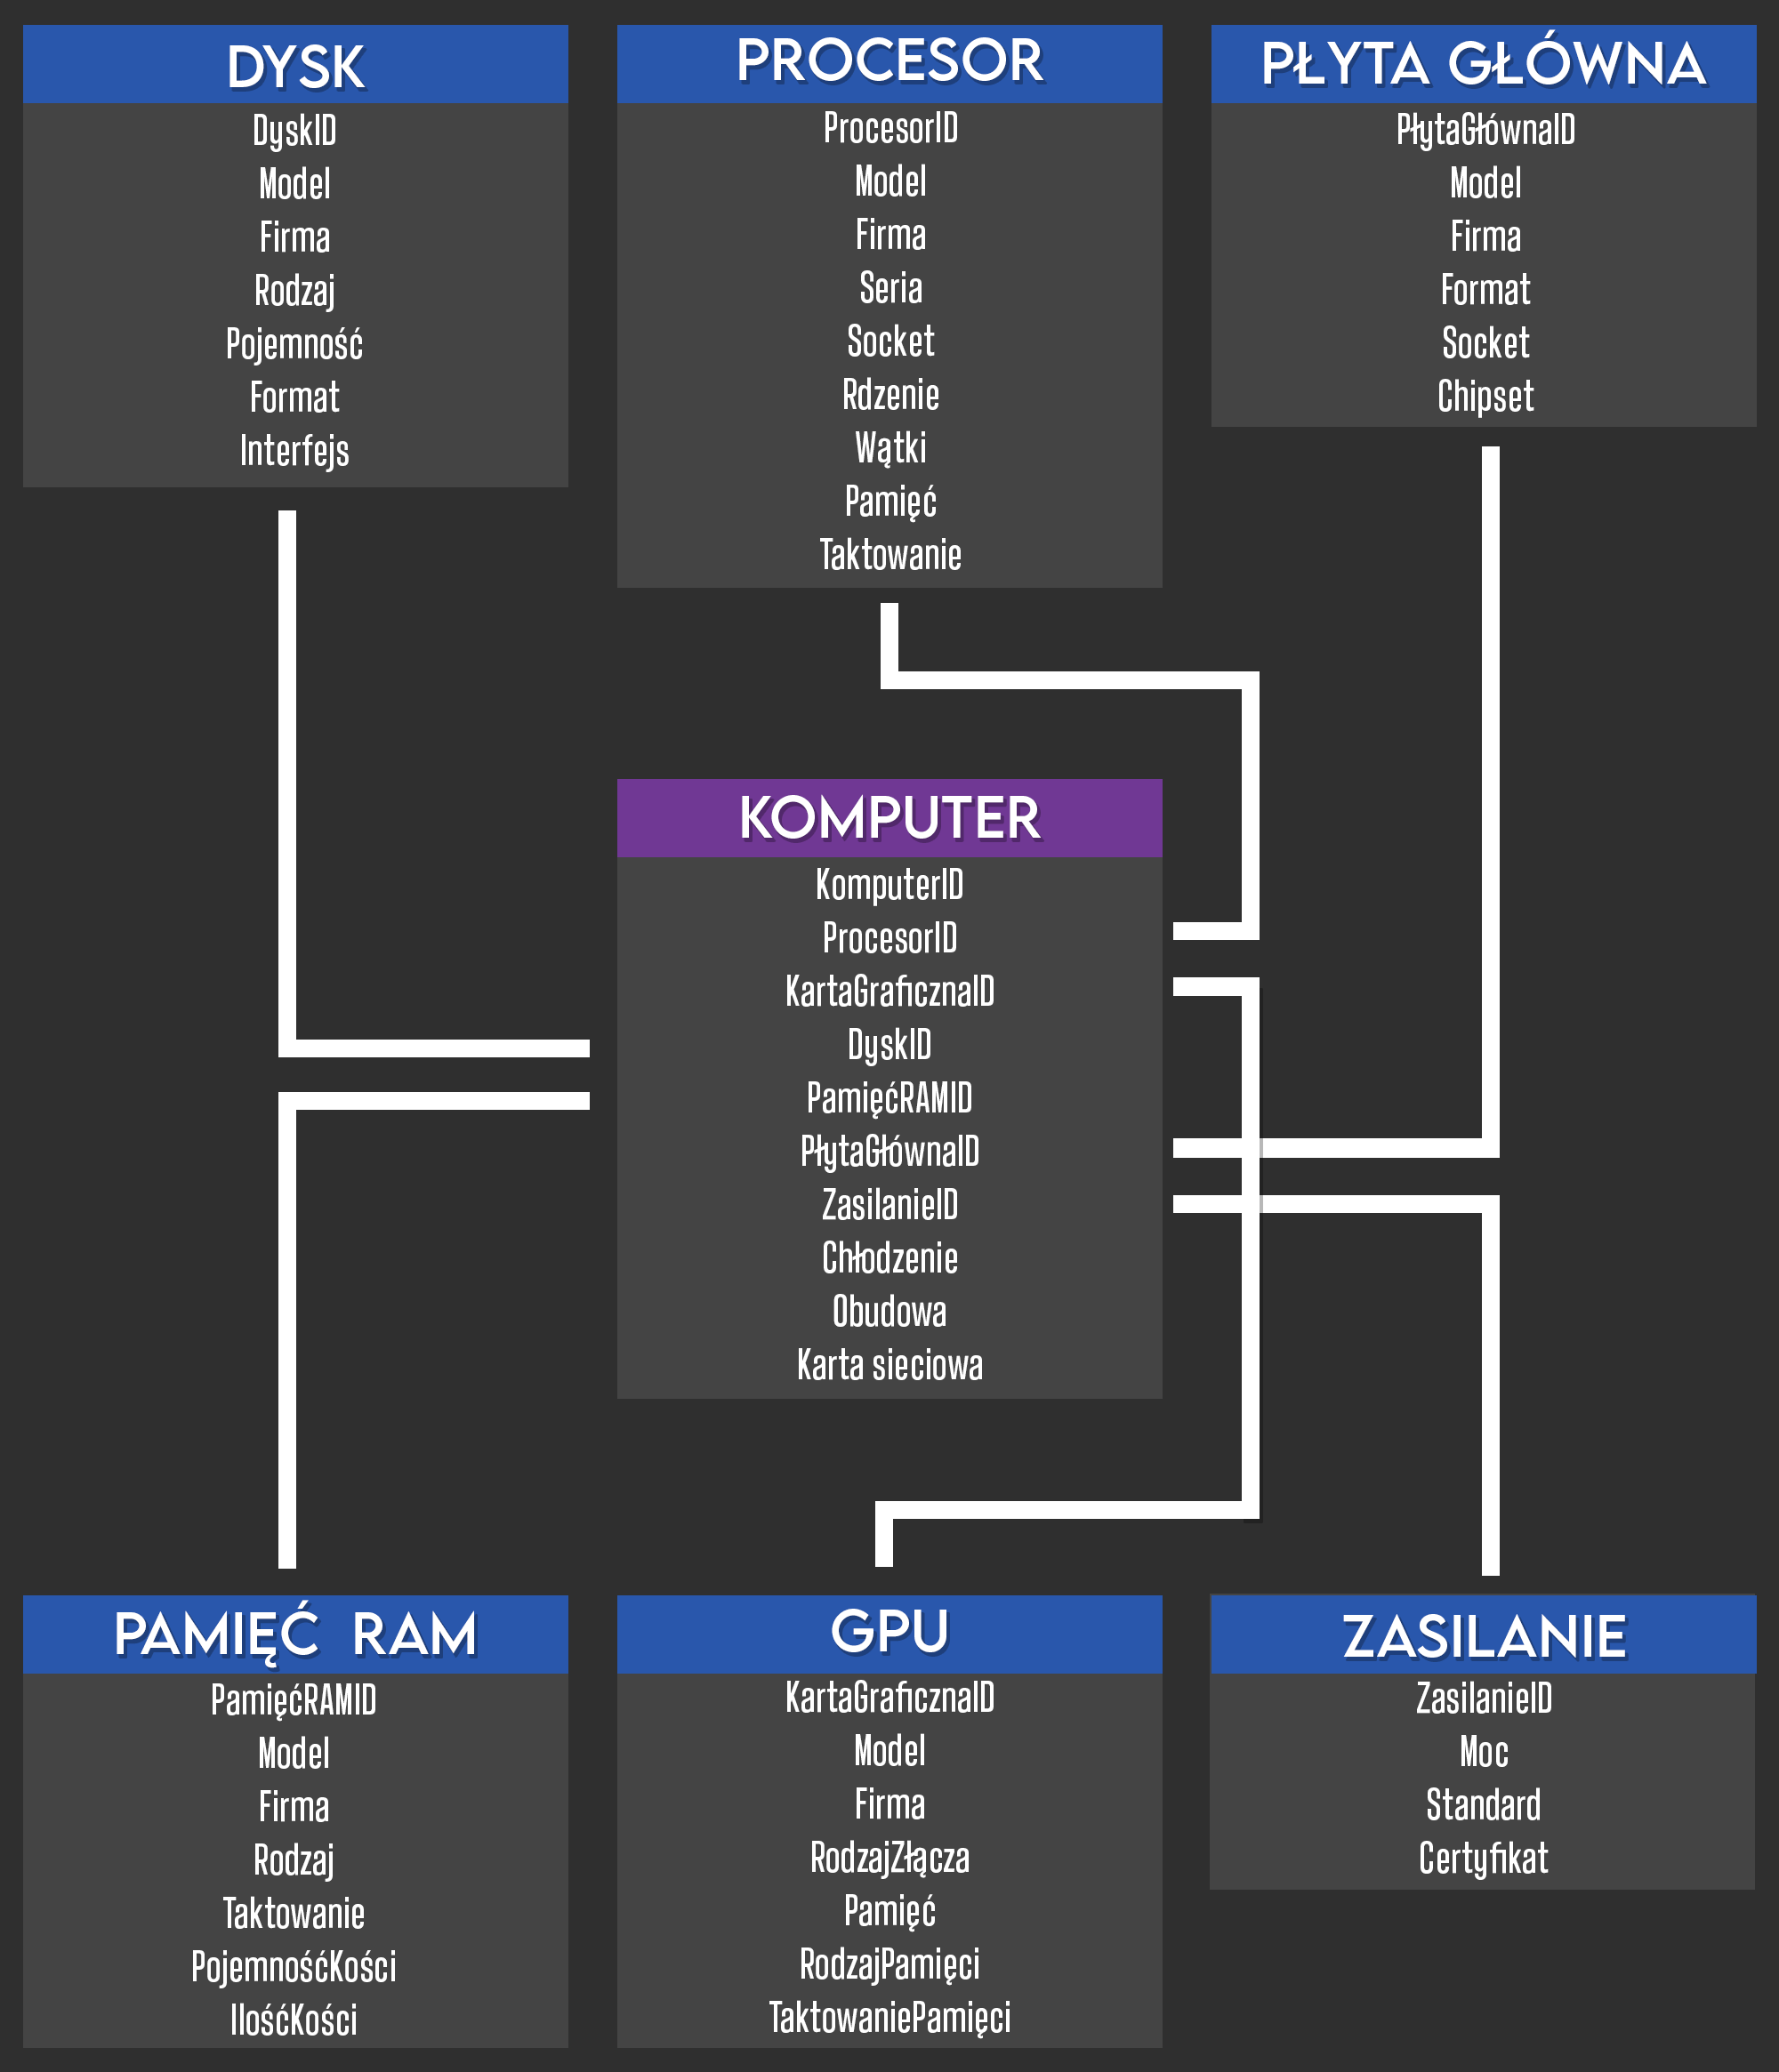 DYSK
DyskID
Model
Firma
Rodzaj
Pojemność
Format
Interfejs
PROCESOR
ProcesorID
Model
Firma
Seria
Socket
Rdzenie
Wątki
Pamięć
Taktowanie
PŁYTA GŁÓWNA
PłytaGłównaID
Model
Firma
Format
Socket
Chipset
KOMPUTER
KomputerID
ProcesorID
KartaGraficznaID
DyskID
PamięćRAMID
PłytaGłównaID
ZasilanieID
Chłodzenie
Obudowa
Karta sieciowa
PAMIĘĆ RAM
PamięćRAMID
Model
Firma
Rodzaj
Taktowanie
PojemnośćKości
IlośćKości
GPU
KartaGraficznaID
Model
Firma
RodzajZłącza
Pamięć
RodzajPamięci
TaktowaniePamięci
ZASILANIE
ZasilanieID
Moc
Standard
Certyfikat